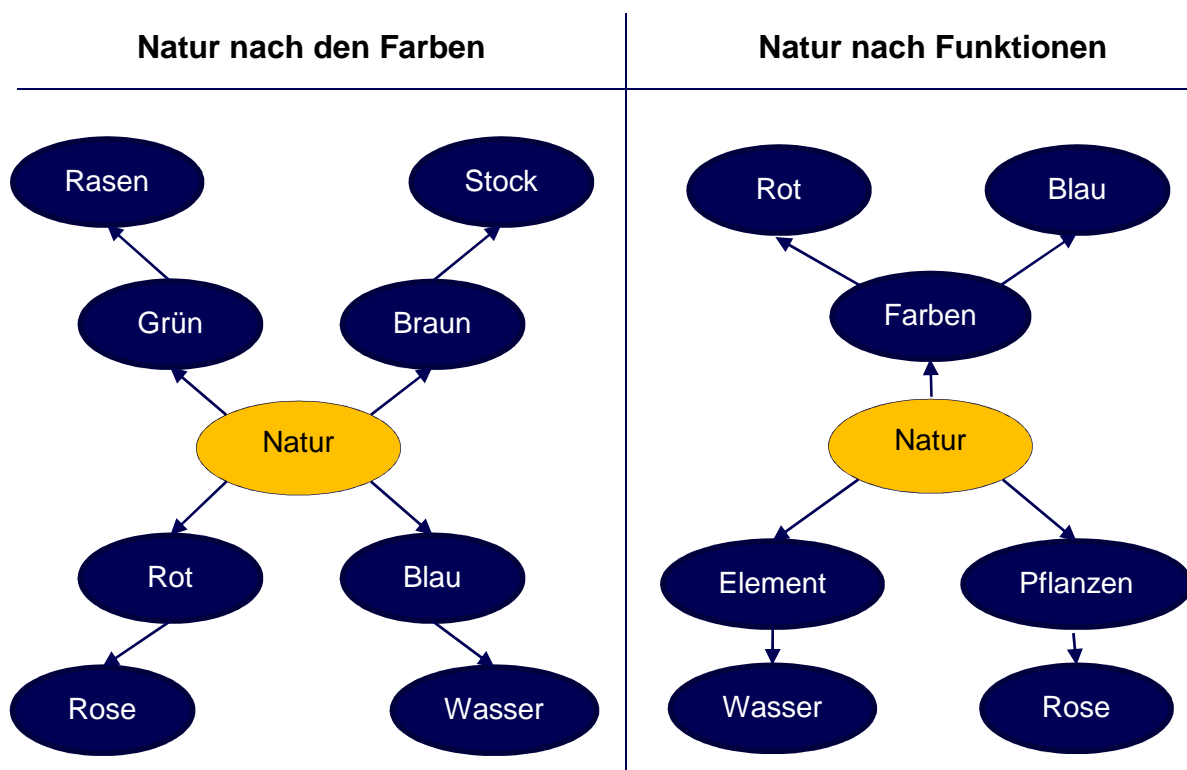 Natur nach den Farben
Natur nach Funktionen
Rasen
Stock
Grün
Braun
Natur
Rot
Blau
Rose
Wasser
Rot
Blau
Farben
Natur
Element
Pflanzen
Wasser
Rose